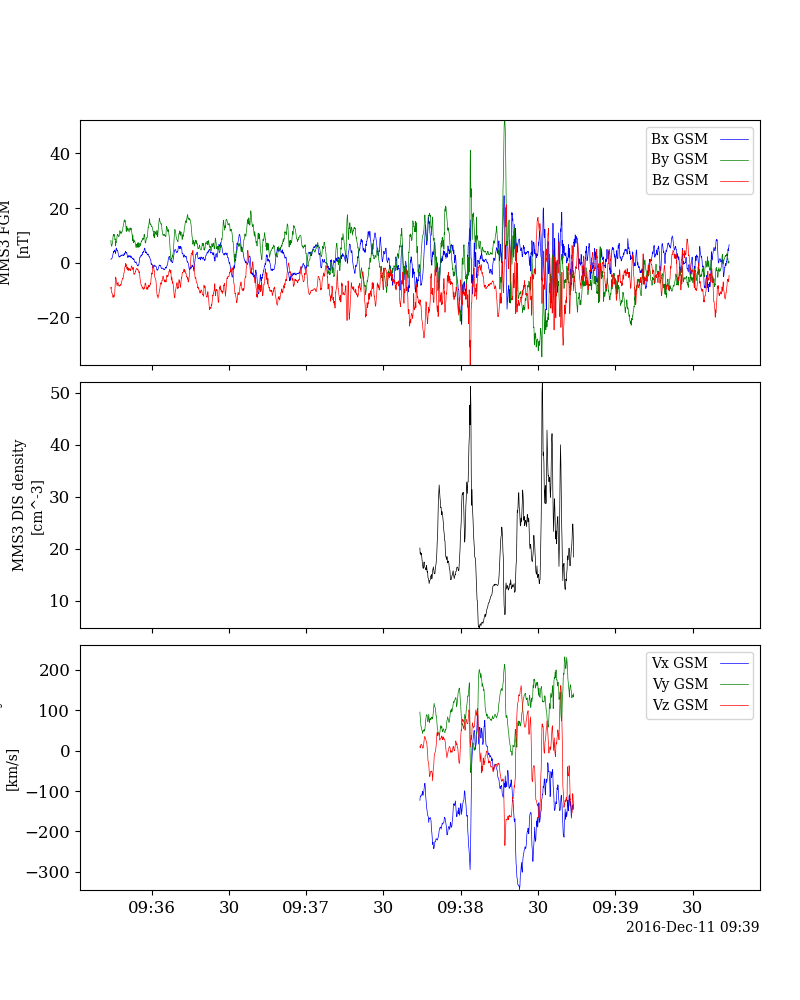 Bx GSM
By GSM
Bz GSM
MMS3 FGM
[nT]
40
20
0
−20
MMS3 DIS density
[cm^-3]
50
40
30
20
10
Vx GSM
Vy GSM
Vz GSM
[km/s]
200
100
0
−100
−200
−300
09:36 30 09:37 30 09:38 30 09:39 30
2016-Dec-11 09:39